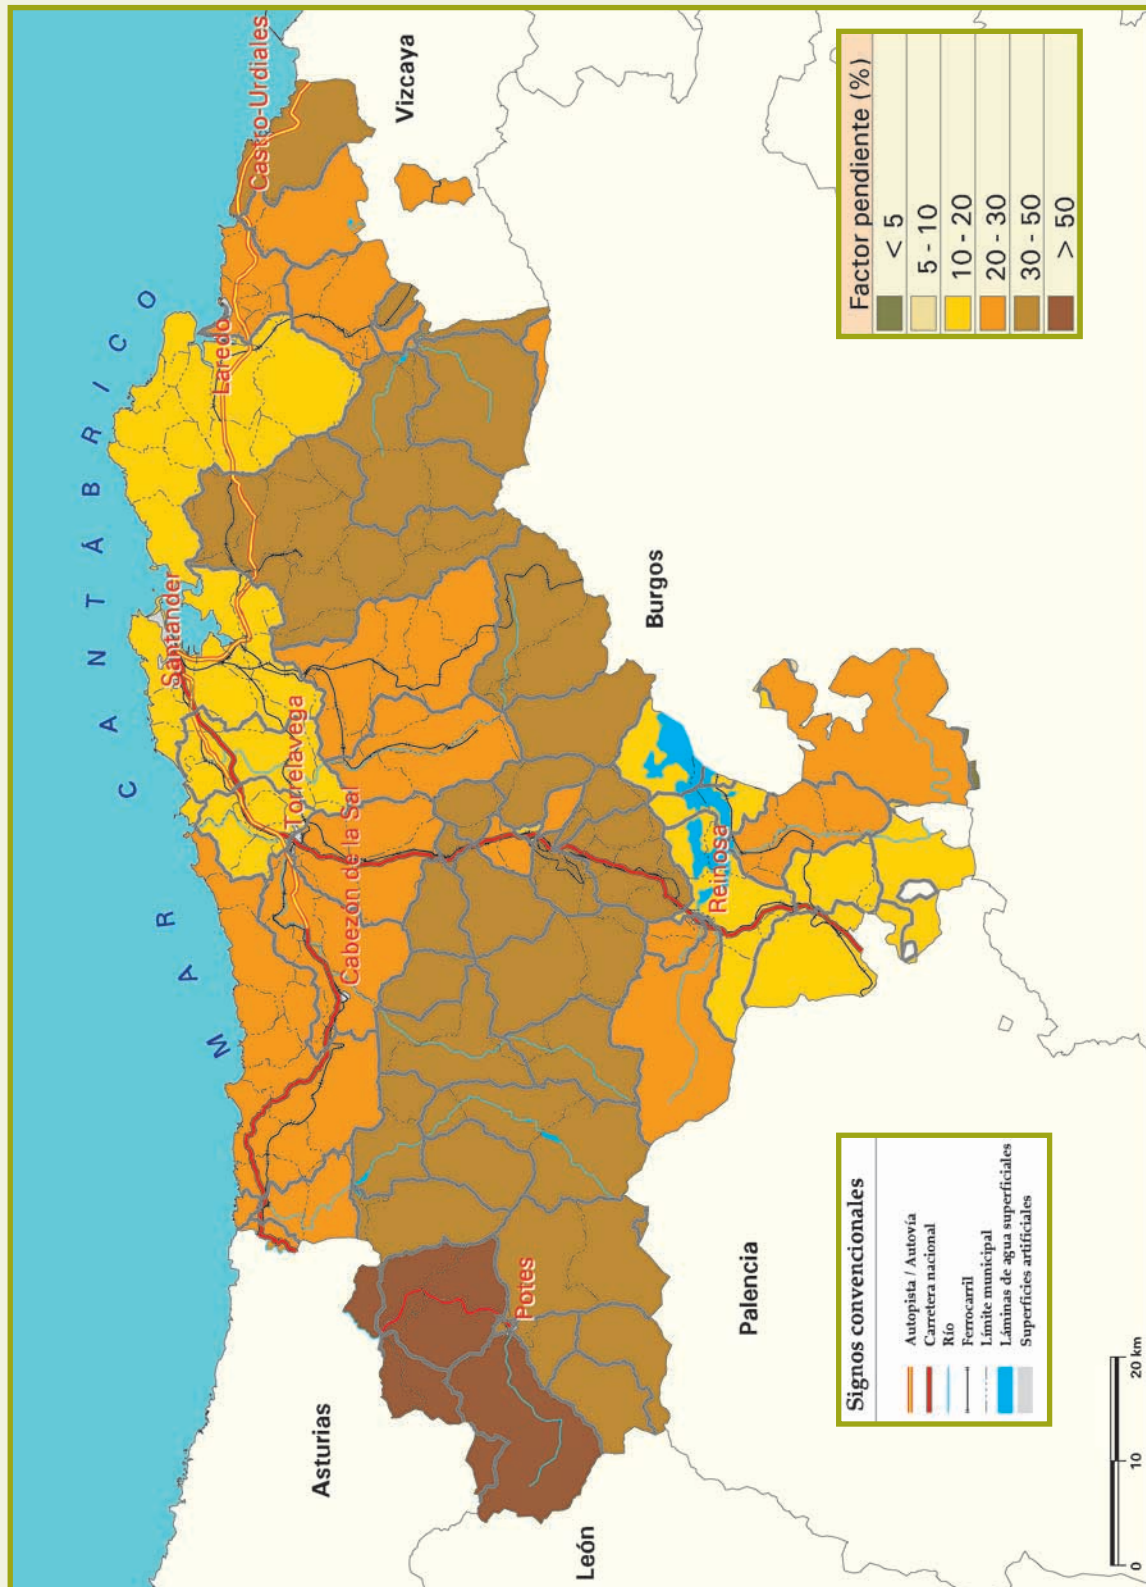 MAR CANTÁBRICO
Castro-Urdiales
Laredo
Santander
Torrelavega
Cabezón de la Sal
Reinosa
Potes
Vizcaya
Burgos
Palencia
Asturias
León
Factor pendiente (%)
< 5
5 - 10
10 - 20
20 - 30
30 - 50
> 50
Signos convencionales
Autopista / Autovía
Carretera nacional
Río
Ferrocarril
Límite municipal
Láminas de agua superficiales
Superficies artificiales
0 10 20 km